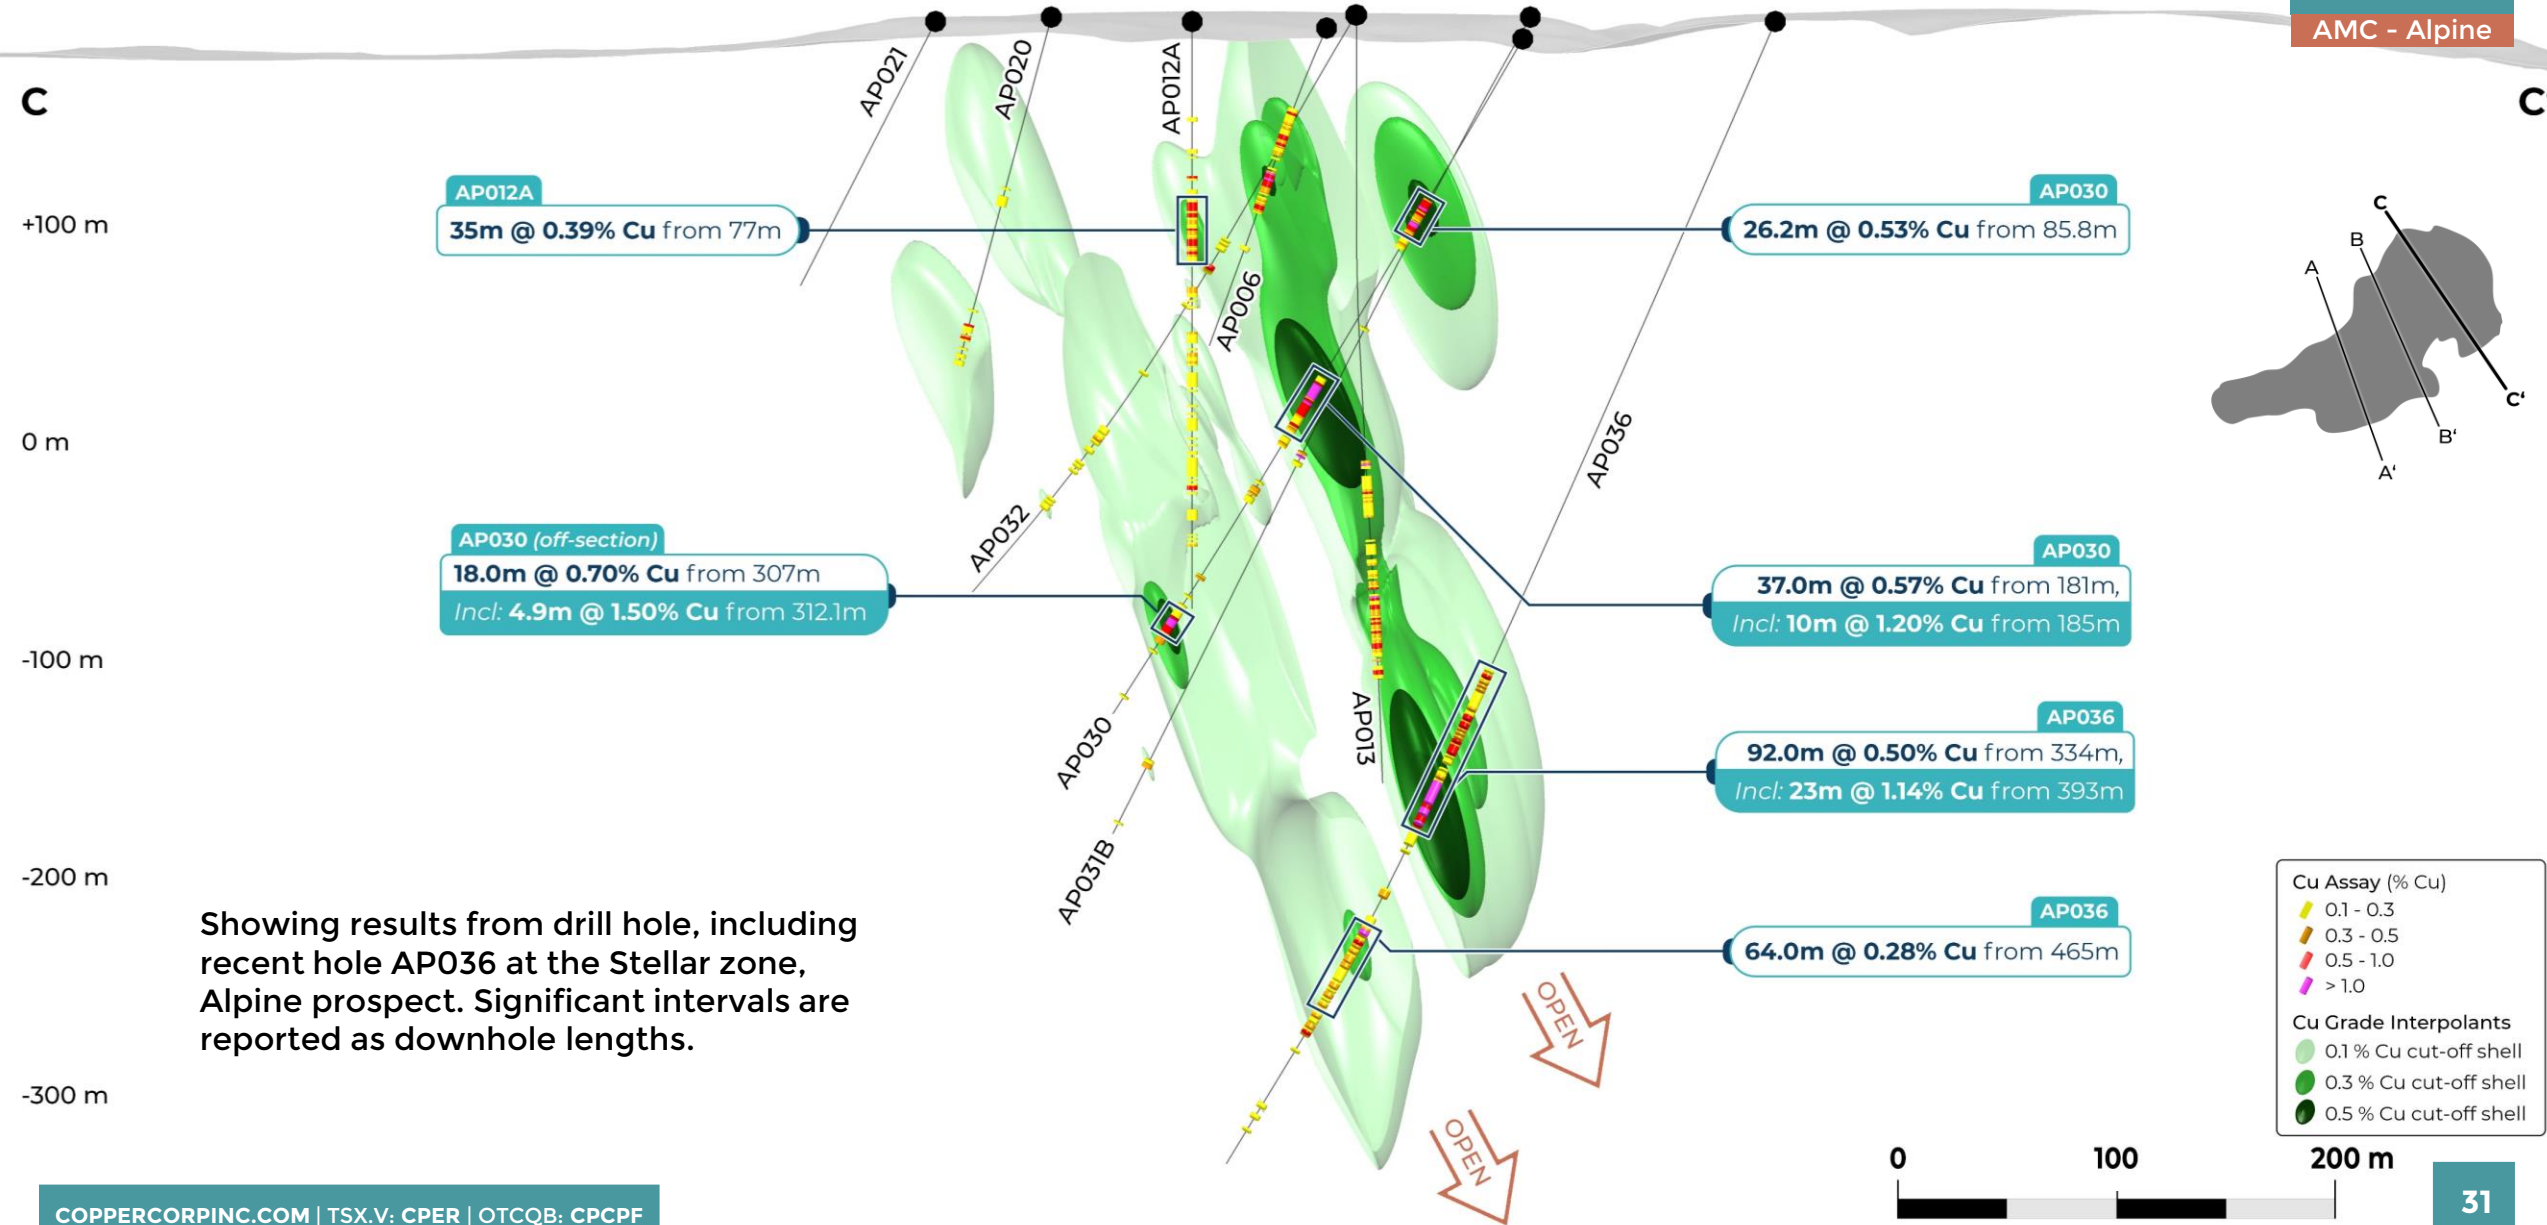 AMC - Alpine
C
C'
AP021
AP020
AP012A
AP012A
35m @ 0.39% Cu from 77m
AP030
26.2m @ 0.53% Cu from 85.8m
+100 m
0 m
-100 m
-200 m
-300 m
AP006
AP032
AP036
C
B
A
C'
B'
A'
AP030 (off-section)
18.0m @ 0.70% Cu from 307m
Incl: 4.9m @ 1.50% Cu from 312.1m
AP030
37.0m @ 0.57% Cu from 181m,
Incl: 10m @ 1.20% Cu from 185m
AP030
AP031B
AP013
AP036
92.0m @ 0.50% Cu from 334m,
Incl: 23m @ 1.14% Cu from 393m
AP036
64.0m @ 0.28% Cu from 465m
Showing results from drill hole, including
recent hole AP036 at the Stellar zone,
Alpine prospect. Significant intervals are
reported as downhole lengths.
OPEN
OPEN
Cu Assay (% Cu)
0.1 - 0.3
0.3 - 0.5
0.5 - 1.0
> 1.0
Cu Grade Interpolants
0.1 % Cu cut-off shell
0.3 % Cu cut-off shell
0.5 % Cu cut-off shell
0 100 200 m
COPPERCORPINC.COM | TSX.V: CPER | OTCQB: CPCPF
31